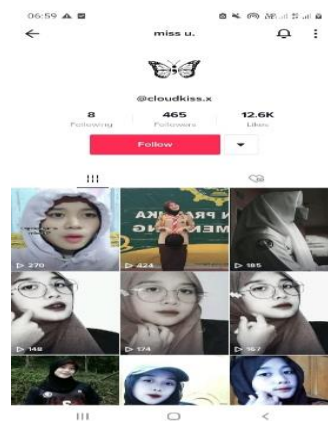 06:59
miss u.
@cloudkiss.x
8 465 12.6K
Following Followers Likes
Follow
270 424 185
148 174 167